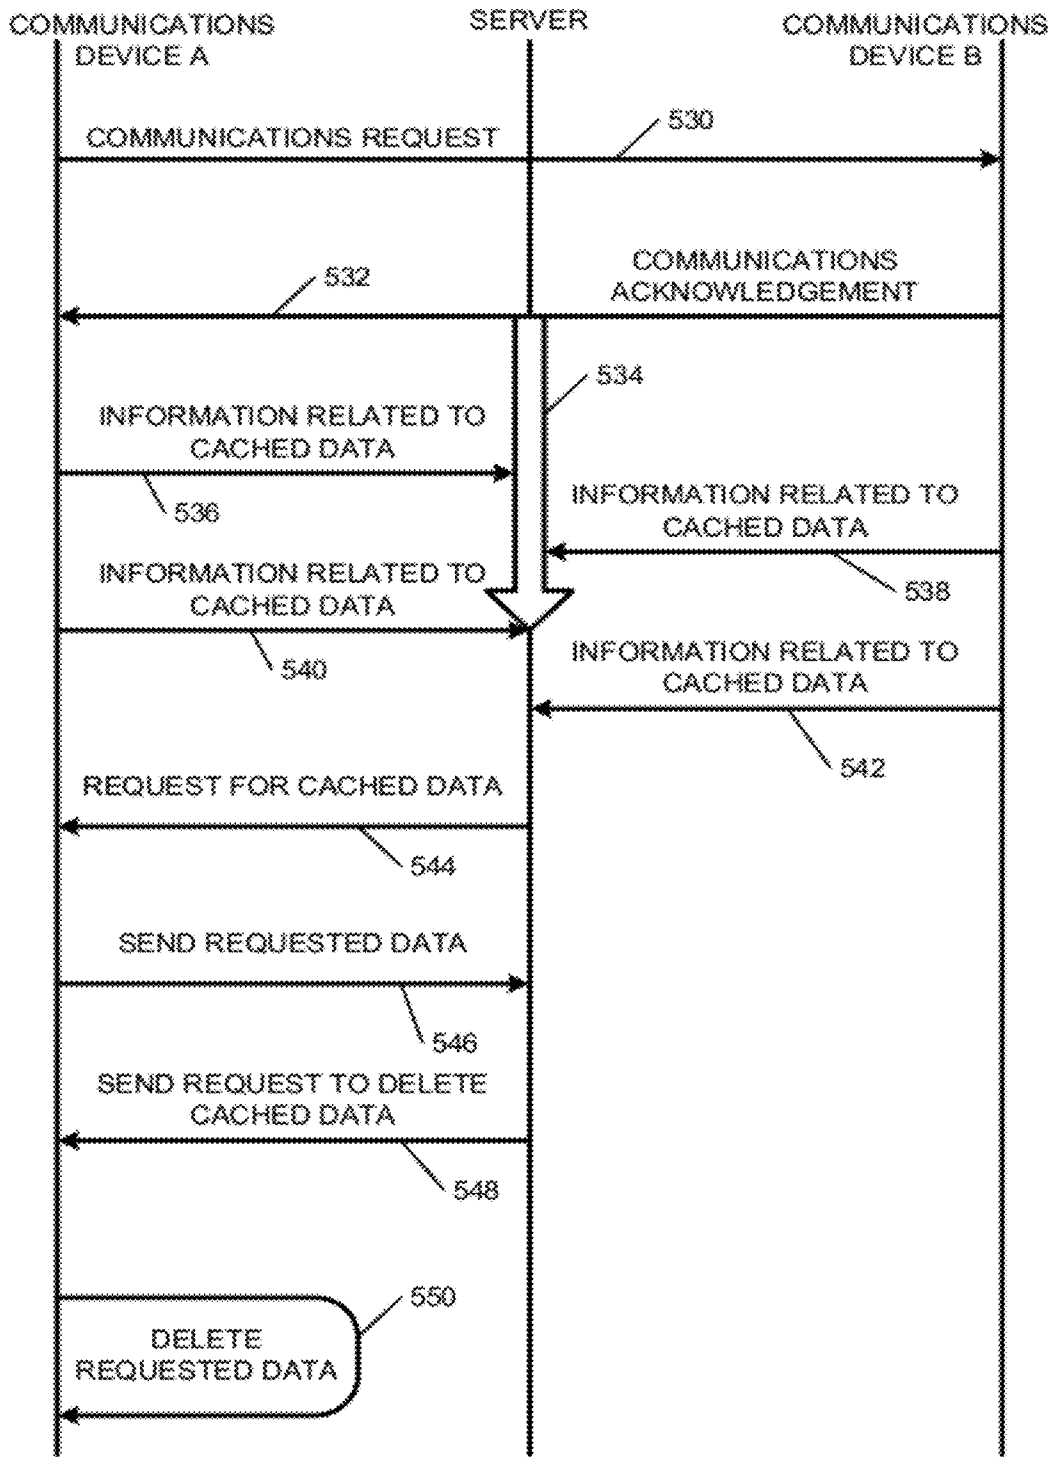 COMMUNICATIONS
DEVICE A
SERVER
COMMUNICATIONS
DEVICE B
COMMUNICATIONS REQUEST
530
532
COMMUNICATIONS
ACKNOWLEDGEMENT
534
INFORMATION RELATED TO
CACHED DATA
536
INFORMATION RELATED TO
CACHED DATA
538
INFORMATION RELATED TO
CACHED DATA
540
INFORMATION RELATED TO
CACHED DATA
542
REQUEST FOR CACHED DATA
544
SEND REQUESTED DATA
546
SEND REQUEST TO DELETE
CACHED DATA
548
550
DELETE
REQUESTED DATA